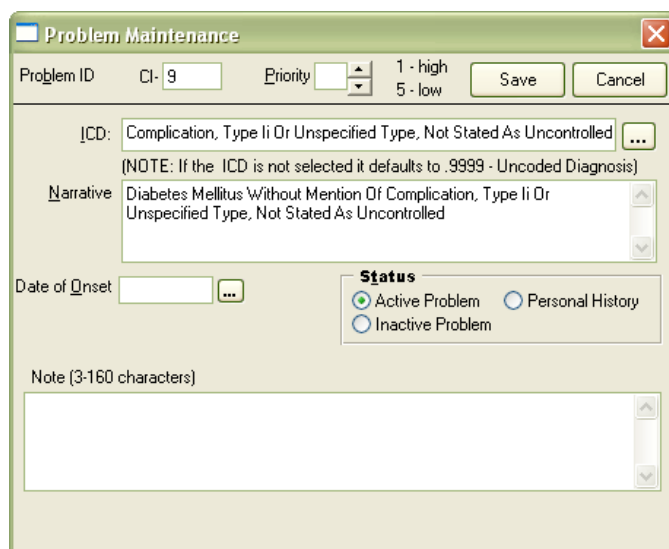 Problem Maintenance
Problem ID CI- 9 Priority 1 - high
5 - low Save Cancel
ICD: Complication, Type Ii Or Unspecified Type, Not Stated As Uncontrolled ...
(NOTE: If the ICD is not selected it defaults to .9999 - Uncoded Diagnosis)
Narrative Diabetes Mellitus Without Mention Of Complication, Type Ii Or
Unspecified Type, Not Stated As Uncontrolled
Date of Onset ...
Status
Active Problem Personal History
Inactive Problem
Note (3-160 characters)